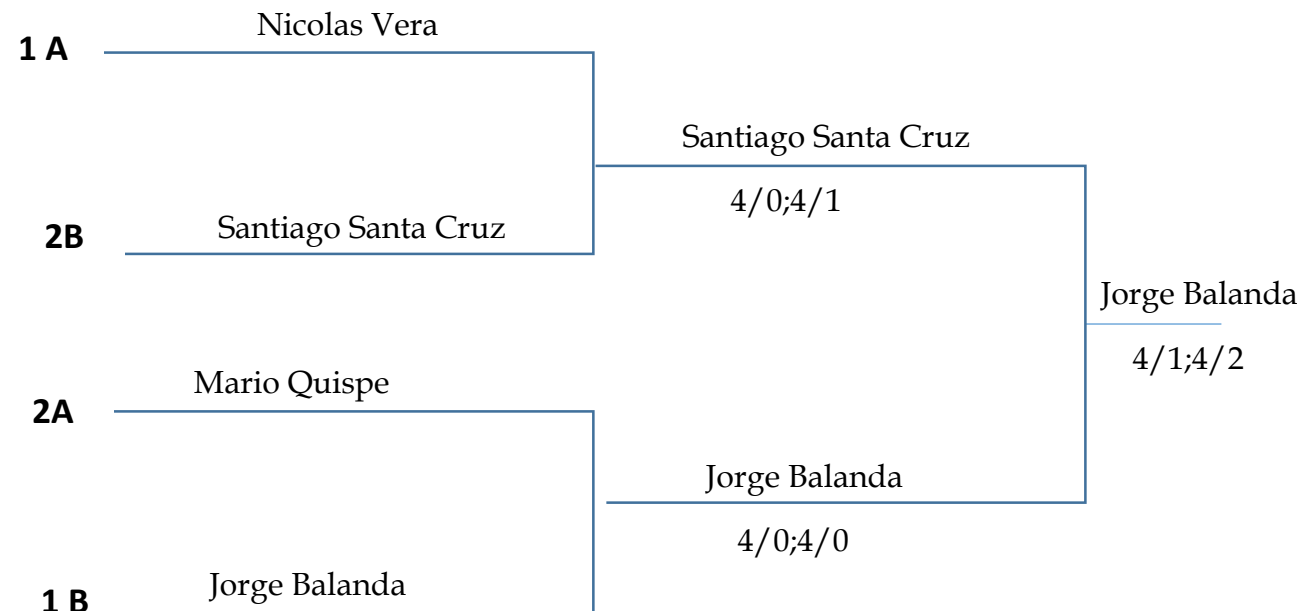 Nicolas Vera
1 A
Santiago Santa Cruz
4/0;4/1
Santiago Santa Cruz
2B
Jorge Balanda
4/1;4/2
Mario Quispe
2A
Jorge Balanda
4/0;4/0
Jorge Balanda
1 B